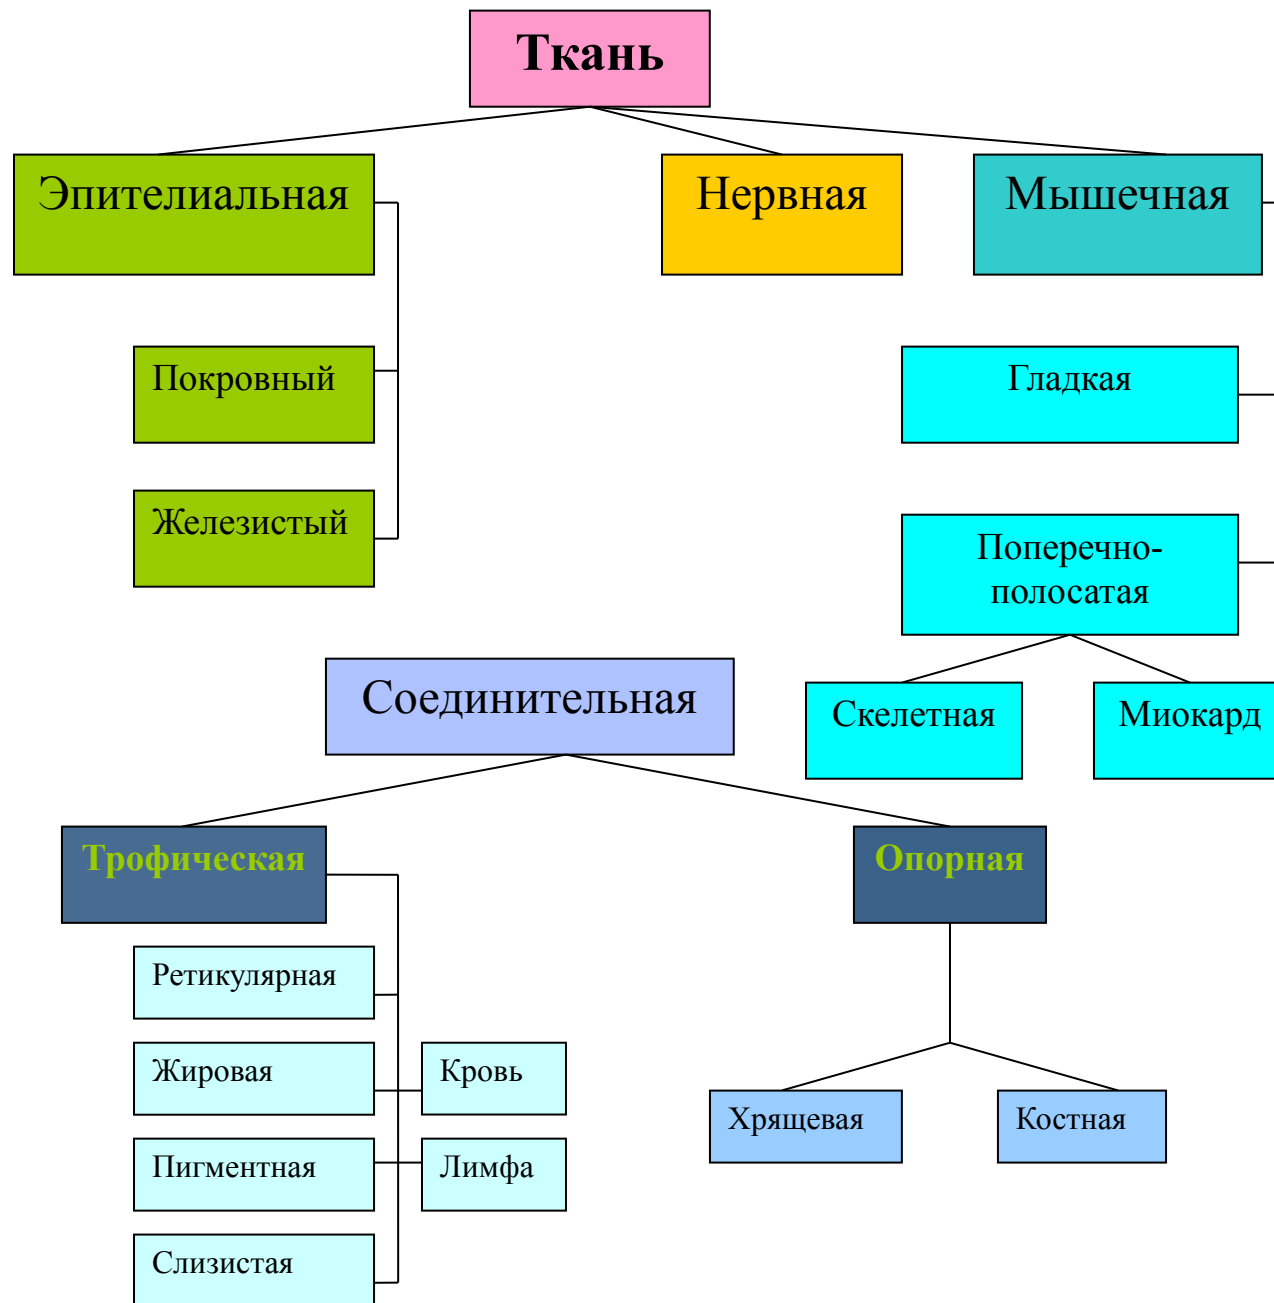 Ткань
Эпителиальная
Нервная
Мышечная
Покровный
Гладкая
Железистый
Поперечно-
полосатая
Соединительная
Скелетная
Миокард
Трофическая
Опорная
Ретикулярная
Жировая
Кровь
Хрящевая
Костная
Пигментная
Лимфа
Слизистая